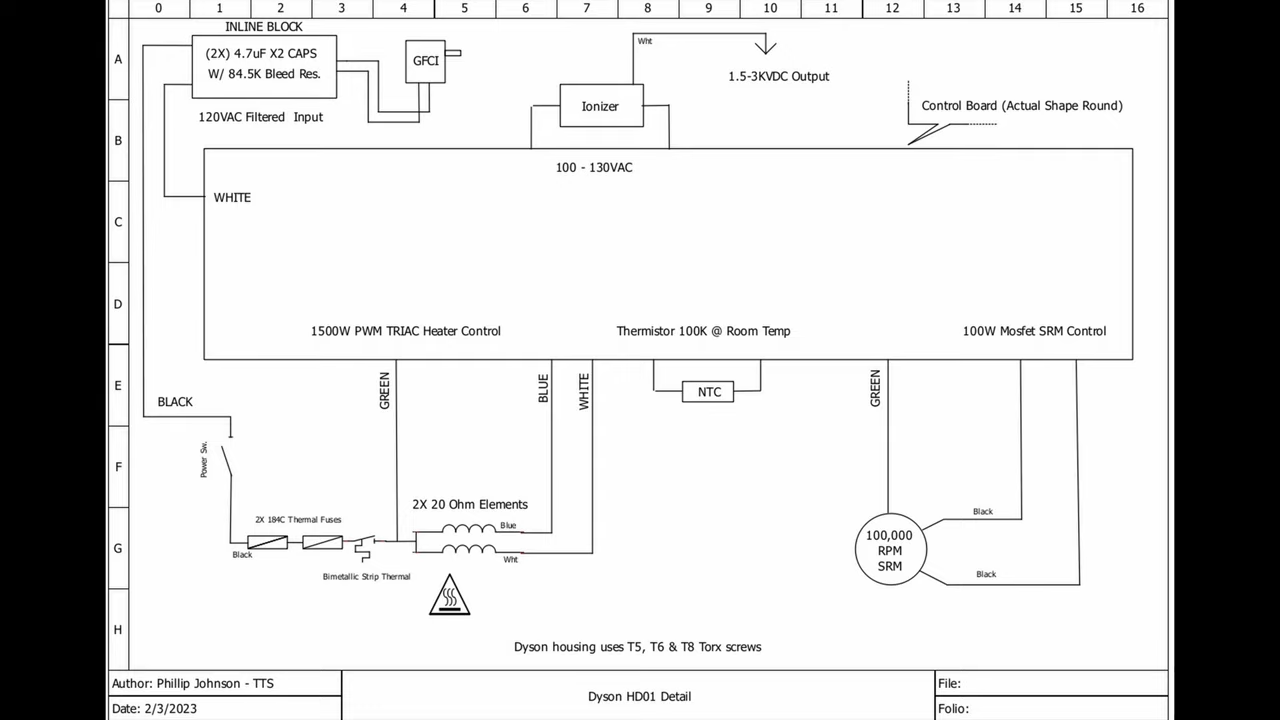 0 1 2 3 4 5 6 7 8 9 10 11 12 13 14 15 16
A
B
C
D
E
F
G
H
INLINE BLOCK
(2X) 4.7uF X2 CAPS
W/ 84.5K Bleed Res.
120VAC Filtered Input
GFCI
Wht
1.5-3KVDC Output
Ionizer
Control Board (Actual Shape Round)
100 - 130VAC
WHITE
1500W PWM TRIAC Heater Control
Thermistor 100K @ Room Temp
100W Mosfet SRM Control
BLACK
GREEN
BLUE
WHITE
NTC
GREEN
Power Sw.
2X 184C Thermal Fuses
Black
Bimetallic Strip Thermal
2X 20 Ohm Elements
Blue
Wht
100,000
RPM
SRM
Black
Black
Dyson housing uses T5, T6 & T8 Torx screws
Author: Phillip Johnson - TTS
Date: 2/3/2023
Dyson HD01 Detail
File:
Folio: